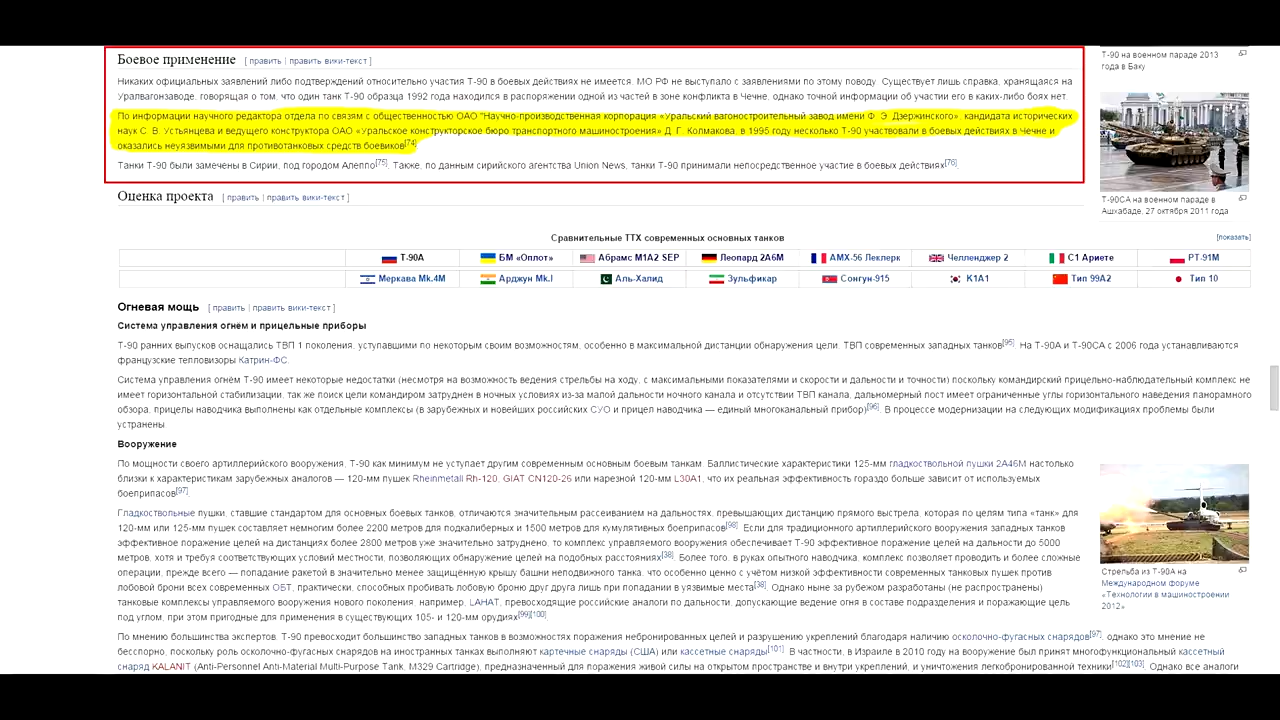 Боевое применение [ править | править вики-текст ]
Никаких официальных заявлений либо подтверждений относительно участия Т-90 в боевых действиях не имеется. МО РФ не выступало с заявлениями по этому поводу. Существует лишь справка, хранящаяся на
Уралвагонзаводе, говорящая о том, что один танк Т-90 образца 1992 года находился в распоряжении одной из частей в зоне конфликта в Чечне, однако точной информации об участии его в каких-либо боях нет.
По информации научного редактора отдела по связям с общественностью ОАО "Научно-производственная корпорация «Уральский вагоностроительный завод имени Ф. Э. Дзержинского», кандидата исторических
наук С. В. Устьянцева и ведущего конструктора ОАО «Уральское конструкторское бюро транспортного машиностроения» Д. Г. Колмакова, в 1995 году несколько Т-90 участвовали в боевых действиях в Чечне и
оказались неуязвимыми для противотанковых средств боевиков[74]
Танки Т-90 были замечены в Сирии, под городом Алеппо[75]. Также, по данным сирийского агентства Union News, танки Т-90 принимали непосредственное участие в боевых действиях[76].
Т-90 на военном параде 2013
года в Баку
Т-90СА на военном параде в
Ашхабаде, 27 октября 2011 года
Оценка проекта [ править | править вики-текст ]
Сравнительные ТТХ современных основных танков [показать]
Т-90А БМ «Оплот» Абрамс M1A2 SEP Леопард 2A6M АМХ-56 Леклерк Челленджер 2 C1 Ариете PT-91M
Меркава Mk.4M Арджун Mk.I Аль-Халид Зульфикар Сонгун-915 K1A1 Тип 99A2 Тип 10
Огневая мощь [ править | править вики-текст ]
Система управления огнем и прицельные приборы
Т-90 ранних выпусков оснащались ТВП 1 поколения, уступавшими по некоторым своим возможностям, особенно в максимальной дистанции обнаружения цели, ТВП современных западных танков[95]. На Т-90А и Т-90СА с 2006 года устанавливаются
французские тепловизоры Катрин-ФС.
Система управления огнём Т-90 имеет некоторые недостатки (несмотря на возможность ведения стрельбы на ходу, с максимальными показателями и скорости и дальности и точности) поскольку командирский прицельно-наблюдательный комплекс не
имеет горизонтальной стабилизации, так же поиск цели командиром затруднен в ночных условиях из-за малой дальности ночного канала и отсутствии ТВП канала, дальномерный пост имеет ограниченные углы горизонтального наведения панорамного
обзора, прицелы наводчика выполнены как отдельные комплексы (в зарубежных и новейших российских СУО и прицел наводчика — единый многоканальный прибор)[96]. В процессе модернизации на следующих модификациях проблемы были
устранены.
Вооружение
По мощности своего артиллерийского вооружения, Т-90 как минимум не уступает другим современным основным боевым танкам. Баллистические характеристики 125-мм гладкоствольной пушки 2А46М настолько
близки к характеристикам зарубежных аналогов — 120-мм пушек Rheinmetall Rh-120, GIAT CN120-26 или нарезной 120-мм L30A1, что их реальная эффективность гораздо больше зависит от используемых
боеприпасов[97].
Гладкоствольные пушки, ставшие стандартом для основных боевых танков, отличаются значительным рассеиванием на дальностях, превышающих дистанцию прямого выстрела, которая по целям типа «танк» для
120-мм или 125-мм пушек составляет немногим более 2200 метров для подкалиберных и 1500 метров для кумулятивных боеприпасов[98]. Если для традиционного артиллерийского вооружения западных танков
эффективное поражение целей на дистанциях более 2800 метров уже значительно затруднено, то комплекс управляемого вооружения обеспечивает Т-90 эффективное поражение целей на дальности до 5000
метров, хотя и требуя соответствующих условий местности, позволяющих обнаружение целей на подобных расстояниях[38]. Более того, в руках опытного наводчика, комплекс позволяет проводить и более сложные
операции, прежде всего — попадание ракетой в значительно менее защищённую крышу башни неподвижного танка, что особенно ценно с учётом низкой эффективности современных танковых пушек против
лобовой брони всех современных ОБТ, практически, способных пробивать лобовую броню друг друга лишь при попадании в уязвимые места[38]. Однако ныне за рубежом разработаны (не распространены)
танковые комплексы управляемого вооружения нового поколения, например, LAHAT, превосходящие российские аналоги по дальности, допускающие ведение огня в составе подразделения и поражающие цель
под углом, при этом пригодные для применения в существующих 105- и 120-мм орудиях[99][100].
Стрельба из Т-90А на
Международном форуме
«Технологии в машиностроении
2012»
По мнению большинства экспертов, Т-90 превосходит большинство западных танков в возможностях поражения небронированных целей и разрушению укреплений благодаря наличию осколочно-фугасных снарядов[97], однако это мнение не
бесспорно, поскольку роль осколочно-фугасных снарядов на иностранных танках выполняют картечные снаряды (США) или кассетные снаряды[101]. В частности, в Израиле в 2010 году на вооружение был принят многофункциональный кассетный
снаряд KALANIT (Anti-Personnel Anti-Material Multi-Purpose Tank, M329 Cartridge), предназначенный для поражения живой силы на открытом пространстве и внутри укреплений, и уничтожения легкобронированной техники[102][103]. Однако все аналоги